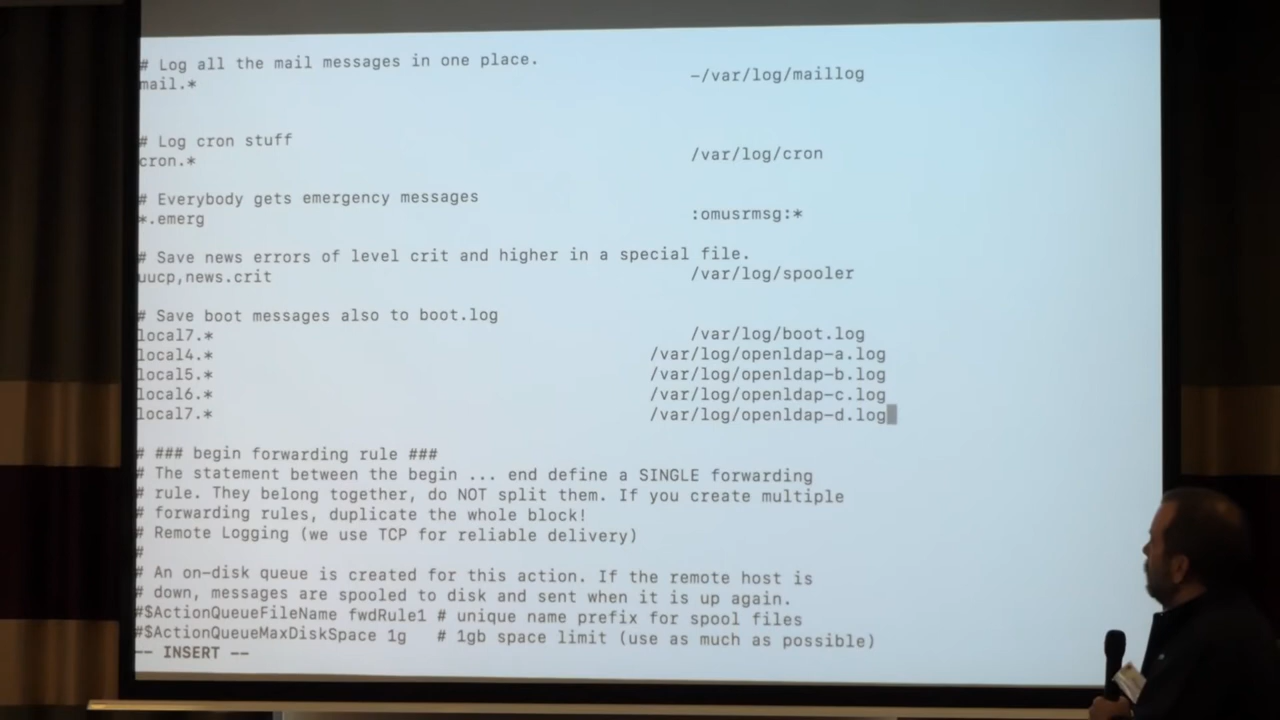 # Log all the mail messages in one place.
mail.* -/var/log/maillog
# Log cron stuff
cron.* /var/log/cron
# Everybody gets emergency messages
*.emerg :omusrmsg:*
# Save news errors of level crit and higher in a special file.
uucp,news.crit /var/log/spooler
# Save boot messages also to boot.log
local7.* /var/log/boot.log
local4.* /var/log/openldap-a.log
local5.* /var/log/openldap-b.log
local6.* /var/log/openldap-c.log
local7.* /var/log/openldap-d.log
# ### begin forwarding rule ###
# The statement between the begin ... end define a SINGLE forwarding
# rule. They belong together, do NOT split them. If you create multiple
# forwarding rules, duplicate the whole block!
# Remote Logging (we use TCP for reliable delivery)
#
# An on-disk queue is created for this action. If the remote host is
# down, messages are spooled to disk and sent when it is up again.
#$ActionQueueFileName fwdRule1 # unique name prefix for spool files
#$ActionQueueMaxDiskSpace 1g # 1gb space limit (use as much as possible)
-- INSERT --